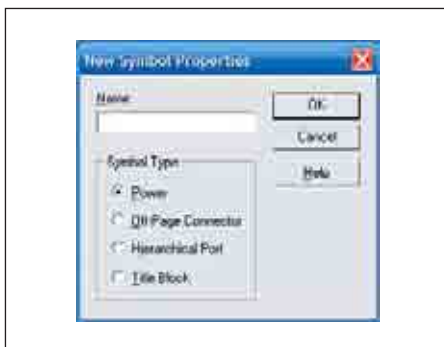 New Symbol Properties
Name
OK
Cancel
Help
Symbol Type
Power
Off-Page Connector
Hierarchical Port
Title Block